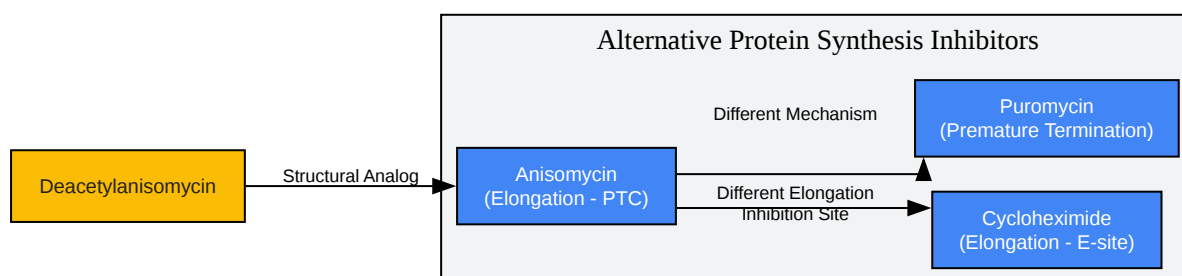 Alternative Protein Synthesis Inhibitors
Deacetylanisomycin
Structural Analog
Anisomycin
(Elongation - PTC)
Different Mechanism
Puromycin
(Premature Termination)
Different Elongation
Inhibition Site
Cycloheximide
(Elongation - E-site)